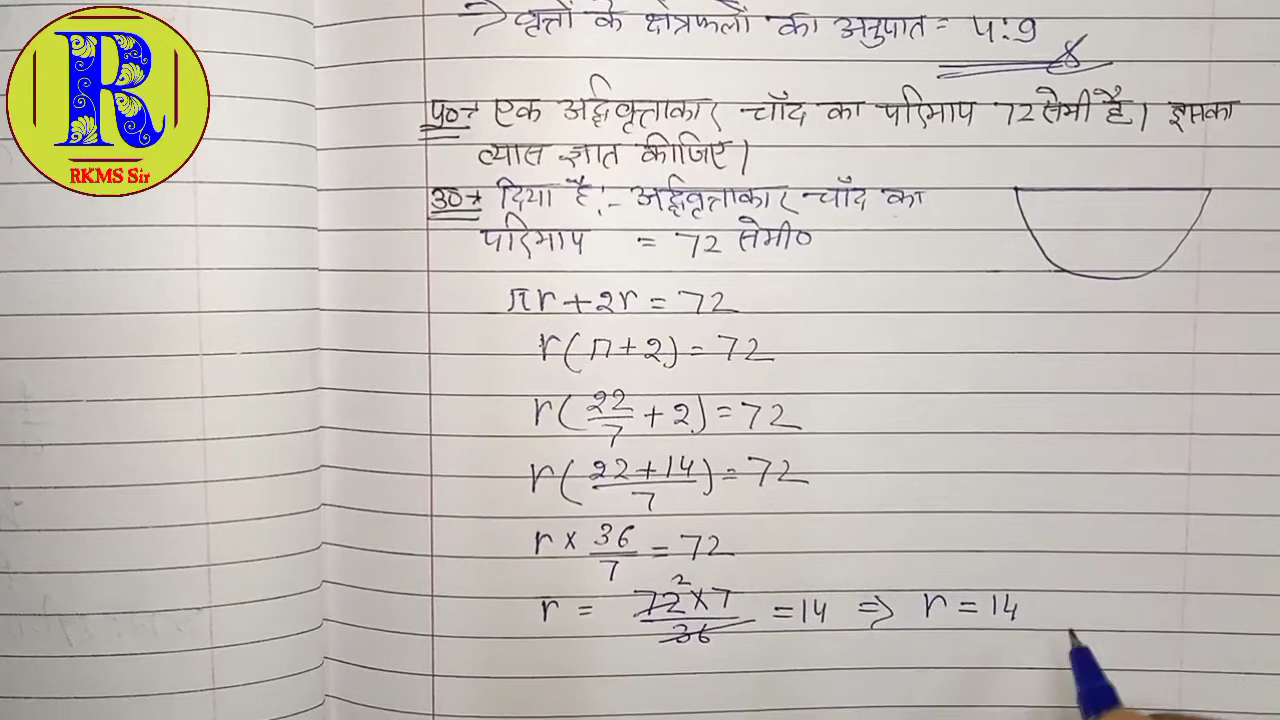 R
RKMS Sir
⇒ वृत्तों के क्षेत्रफलों का अनुपात = 4:9
प्र०→ एक अर्द्धवृत्ताकार चाँद का परिमाप 72 सेमी है। इसका
व्यास ज्ञात कीजिए।
उ०→ दिया है:- अर्द्धवृत्ताकार चाँद का
परिमाप = 72 सेमी०
πr + 2r = 72
r(π+2) = 72
r(22/7 + 2) = 72
r(22+14/7) = 72
r × 36/7 = 72
r = 72² × 7/36 = 14 ⇒ r = 14